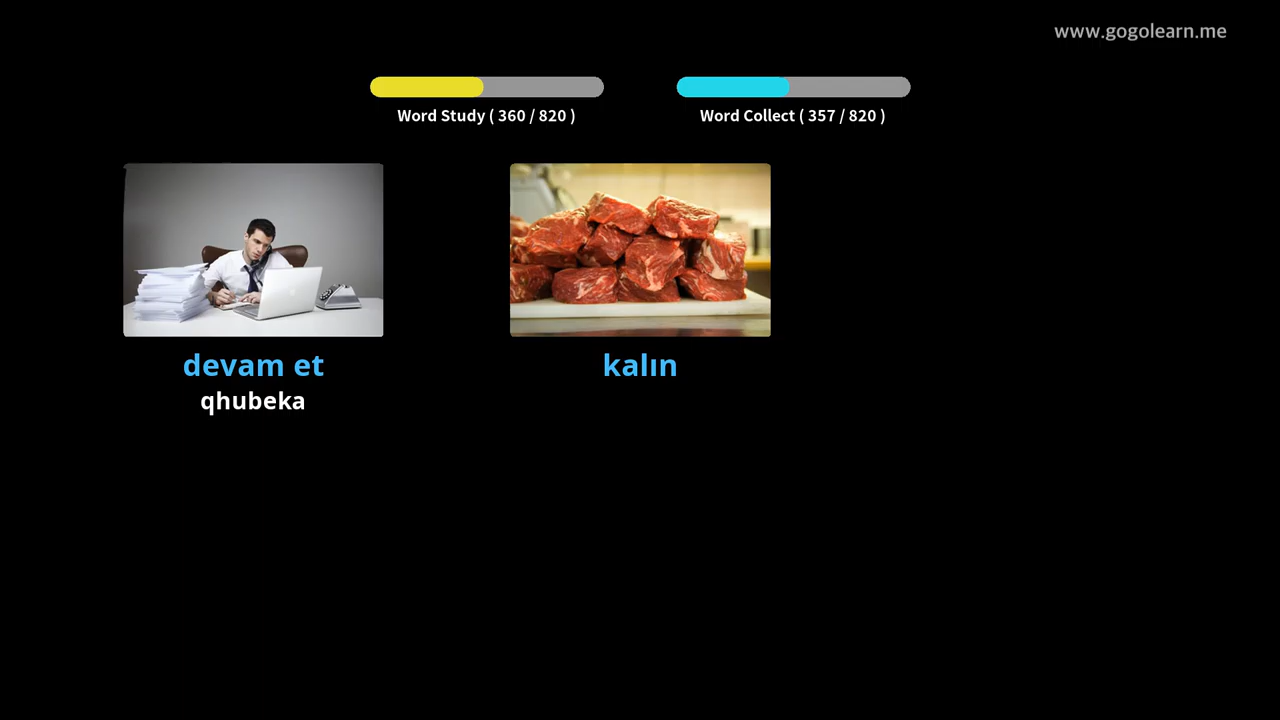 www.gogolearn.me
Word Study ( 360 / 820 )
Word Collect ( 357 / 820 )
devam et
qhubeka
kalın